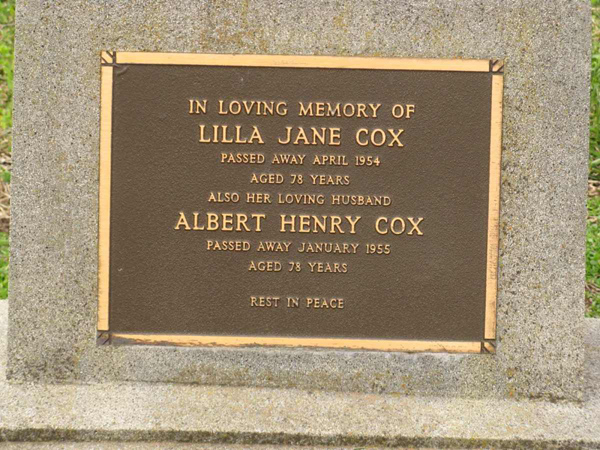 IN LOVING MEMORY OF
LILLA JANE COX
PASSED AWAY APRIL 1954
AGED 78 YEARS
ALSO HER LOVING HUSBAND
ALBERT HENRY COX
PASSED AWAY JANUARY 1955
AGED 78 YEARS
REST IN PEACE